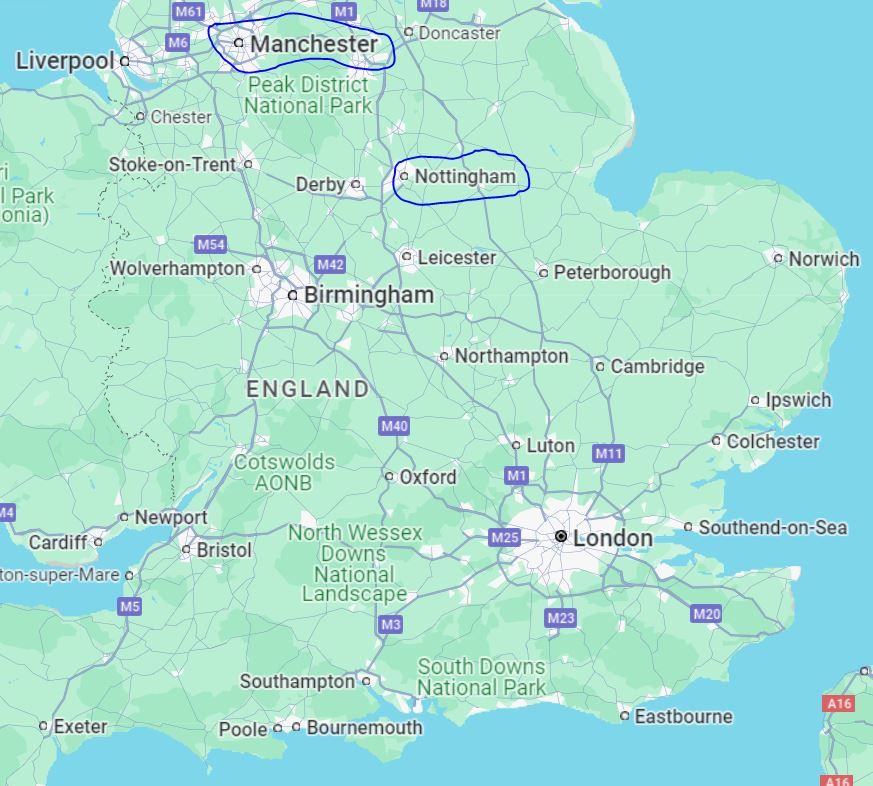 M61
M1
M18
Manchester
Doncaster
M6
Liverpool
Peak District
National Park
Chester
Stoke-on-Trent
ri
l Park
onia)
Derby
Nottingham
M54
Leicester
Norwich
Wolverhampton
M42
Peterborough
Birmingham
Northampton
Cambridge
ENGLAND
Ipswich
M40
Colchester
Luton
M11
Cotswolds
AONB
Oxford
M1
M4
Newport
Southend-on-Sea
Cardiff
Bristol
North Wessex
Downs
National
Landscape
M25
London
ton-super-Mare
M5
M3
M23
M20
Southampton
South Downs
National Park
Exeter
Poole
Bournemouth
Eastbourne
A16
A16